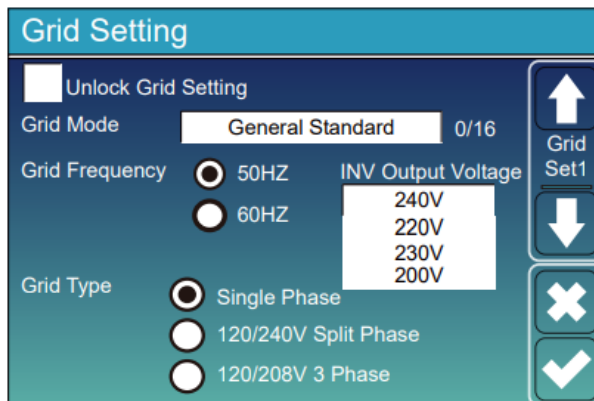 Grid Setting
Unlock Grid Setting
Grid Mode General Standard 0/16
Grid Frequency 50HZ INV Output Voltage
60HZ 240V
220V
230V
200V
Grid Type Single Phase
120/240V Split Phase
120/208V 3 Phase
Grid
Set1